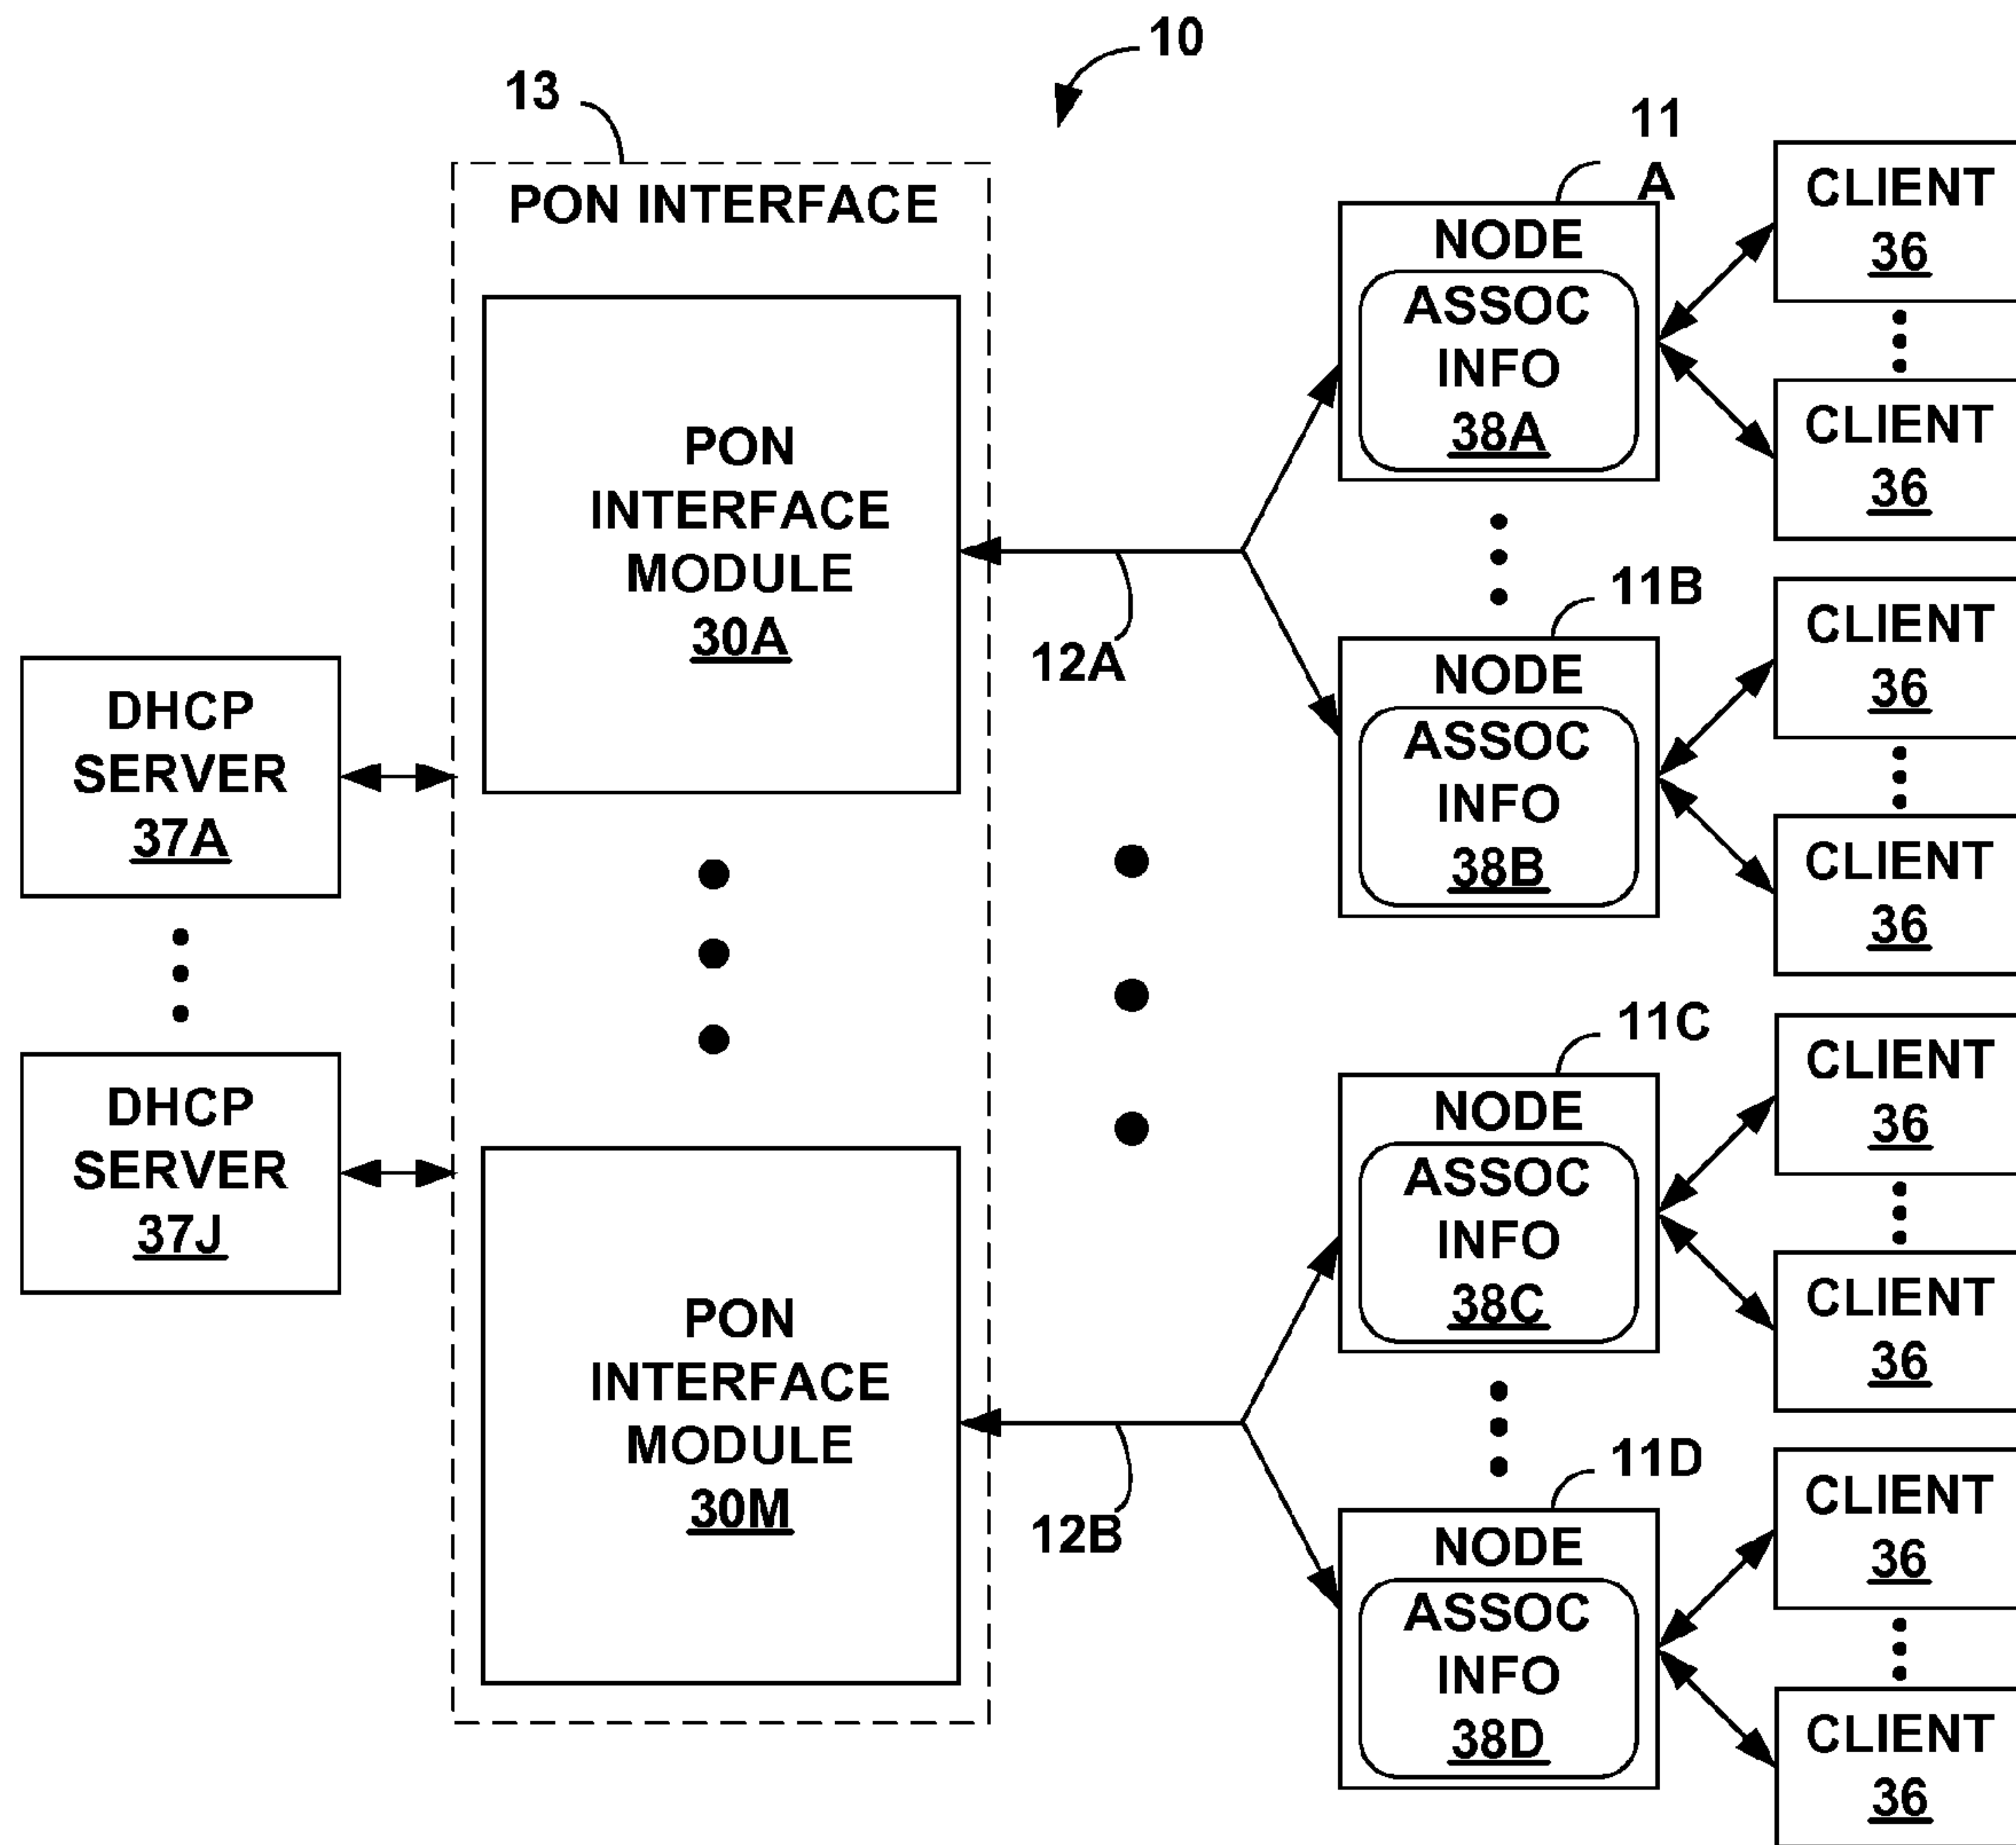 10
13
PON INTERFACE
PON
INTERFACE
MODULE
30A
12A
DHCP
SERVER
37A
DHCP
SERVER
37J
PON
INTERFACE
MODULE
30M
12B
11
A
NODE
ASSOC
INFO
38A
CLIENT
36
CLIENT
36
11B
NODE
ASSOC
INFO
38B
CLIENT
36
CLIENT
36
11C
NODE
ASSOC
INFO
38C
CLIENT
36
CLIENT
36
11D
NODE
ASSOC
INFO
38D
CLIENT
36
CLIENT
36